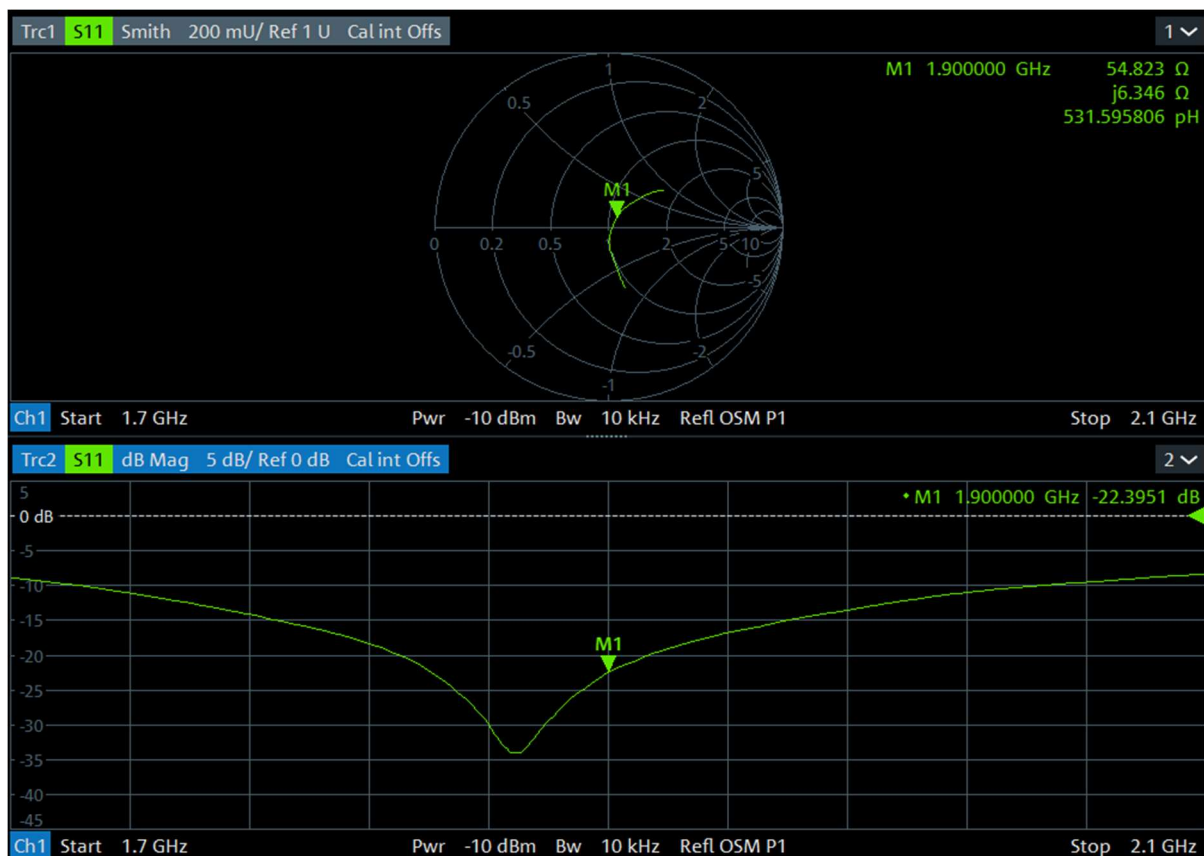 Trc1 S11 Smith 200 mU/ Ref 1 U Cal int Offs 1
M1 1.900000 GHz 54.823 Ω
j6.346 Ω
531.595806 pH
1
0.5 2
5
M1
0 0.2 0.5 2 5 10
-5
-0.5 -2
-1
Ch1 Start 1.7 GHz Pwr -10 dBm Bw 10 kHz Refl OSM P1 Stop 2.1 GHz
Trc2 S11 dB Mag 5 dB/ Ref 0 dB Cal int Offs 2
5
•M1 1.900000 GHz -22.3951 dB
0 dB
-5
-10
-15
M1
-20
-25
-30
-35
-40
-45
Ch1 Start 1.7 GHz Pwr -10 dBm Bw 10 kHz Refl OSM P1 Stop 2.1 GHz